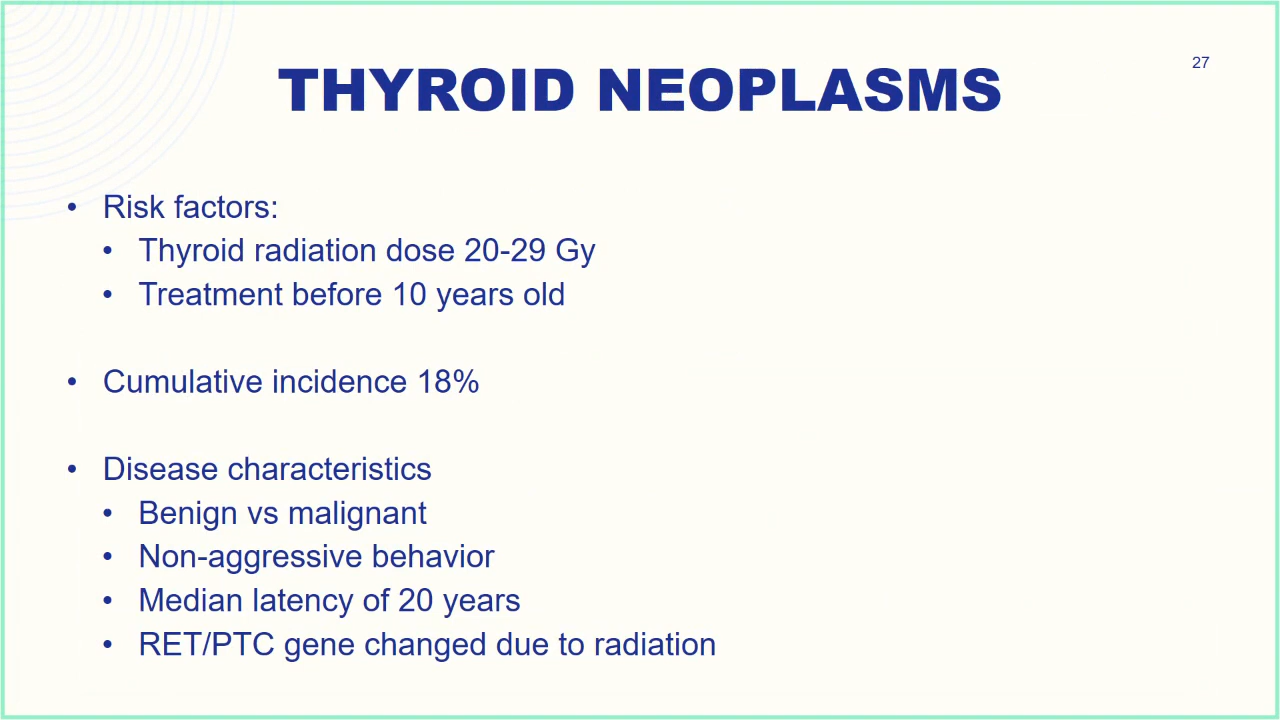 27
THYROID NEOPLASMS
• Risk factors:
• Thyroid radiation dose 20-29 Gy
• Treatment before 10 years old
• Cumulative incidence 18%
• Disease characteristics
• Benign vs malignant
• Non-aggressive behavior
• Median latency of 20 years
• RET/PTC gene changed due to radiation